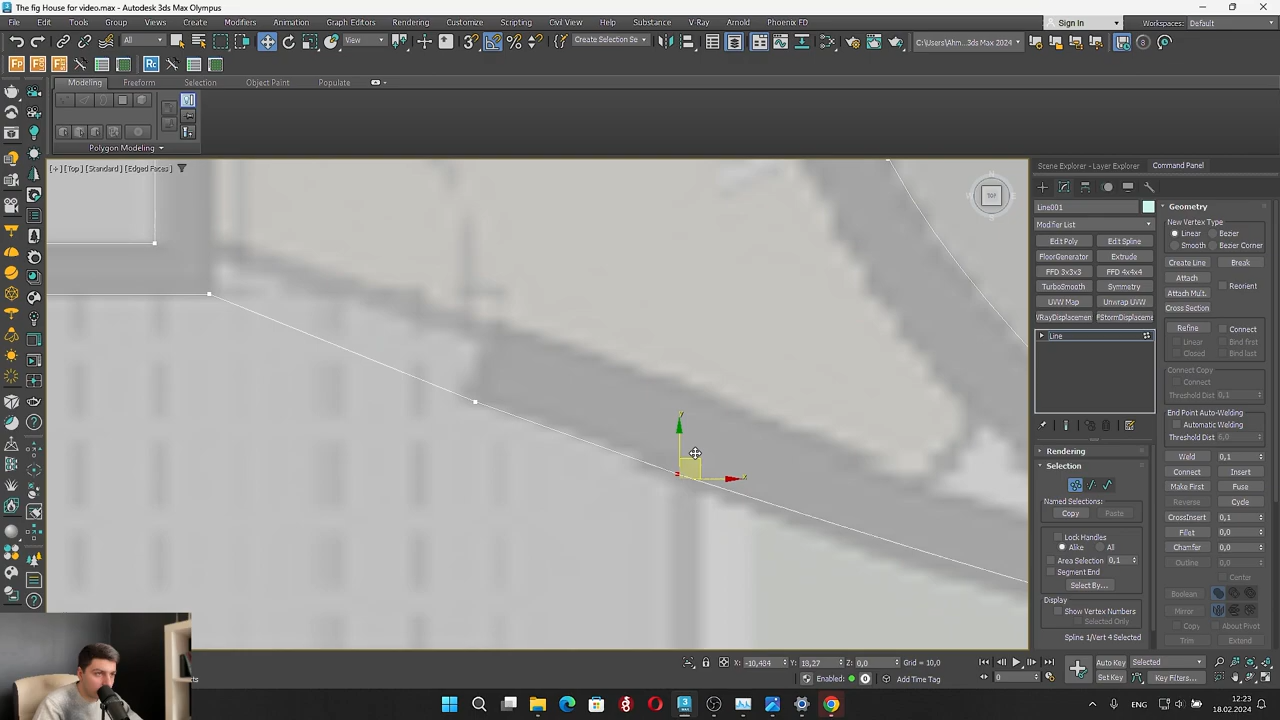 The fig House for video.max - Autodesk 3ds Max Olympus
File Edit Tools Group Views Create Modifiers Animation Graph Editors Rendering Customize Scripting Civil View Help Substance V-Ray Arnold Phoenix FD Sign In Workspaces: Default
All View Create Selection Se C:\Users\Ahm...3ds Max 2024
Modeling Freeform Selection Object Paint Populate
Polygon Modeling
[+] [Top] [Standard] [Edged Faces]
TOP
Scene Explorer - Layer Explorer Command Panel
Line001
Modifier List
Edit Poly Edit Spline
FloorGenerator Extrude
FFD 3x3x3 FFD 4x4x4
TurboSmooth Symmetry
UVW Map Unwrap UVW
VRayDisplacemen FStormDisplaceme
Line
Rendering
Selection
Named Selections:
Copy Paste
Lock Handles
Alike All
Area Selection: 0,1
Segment End
Select By...
Display
Show Vertex Numbers
Selected Only
Spline 1/Vert 4 Selected
Geometry
New Vertex Type
Linear Bezier
Smooth Bezier Corner
Create Line Break
Attach Reorient
Attach Mult.
Cross Section
Refine Connect
Linear Bind first
Closed Bind last
Connect Copy
Connect
Threshold Dist 0,1
End Point Auto-Welding
Automatic Welding
Threshold Dist 6,0
Weld 0,1
Connect Insert
Make First Fuse
Reverse Cycle
CrossInsert 0,1
Fillet 0,0
Chamfer 0,0
Outline 0,0
Center
Boolean
Mirror
Copy About Pivot
Trim Extend
X: -10,484 Y: 18,27 Z: 0,0 Grid = 10,0
Enabled: Add Time Tag
0
Auto Key Selected
Set Key Key Filters...
ENG
12:23
18.02.2024